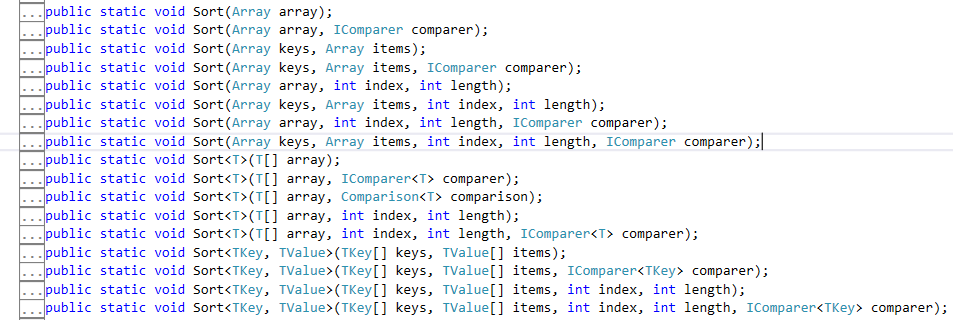 ...public static void Sort(Array array);
...public static void Sort(Array array, IComparer comparer);
...public static void Sort(Array keys, Array items);
...public static void Sort(Array keys, Array items, IComparer comparer);
...public static void Sort(Array array, int index, int length);
...public static void Sort(Array keys, Array items, int index, int length);
...public static void Sort(Array array, int index, int length, IComparer comparer);
...public static void Sort(Array keys, Array items, int index, int length, IComparer comparer);
...public static void Sort<T>(T[] array);
...public static void Sort<T>(T[] array, IComparer<T> comparer);
...public static void Sort<T>(T[] array, Comparison<T> comparison);
...public static void Sort<T>(T[] array, int index, int length);
...public static void Sort<T>(T[] array, int index, int length, IComparer<T> comparer);
...public static void Sort<TKey, TValue>(TKey[] keys, TValue[] items);
...public static void Sort<TKey, TValue>(TKey[] keys, TValue[] items, IComparer<TKey> comparer);
...public static void Sort<TKey, TValue>(TKey[] keys, TValue[] items, int index, int length);
...public static void Sort<TKey, TValue>(TKey[] keys, TValue[] items, int index, int length, IComparer<TKey> comparer);